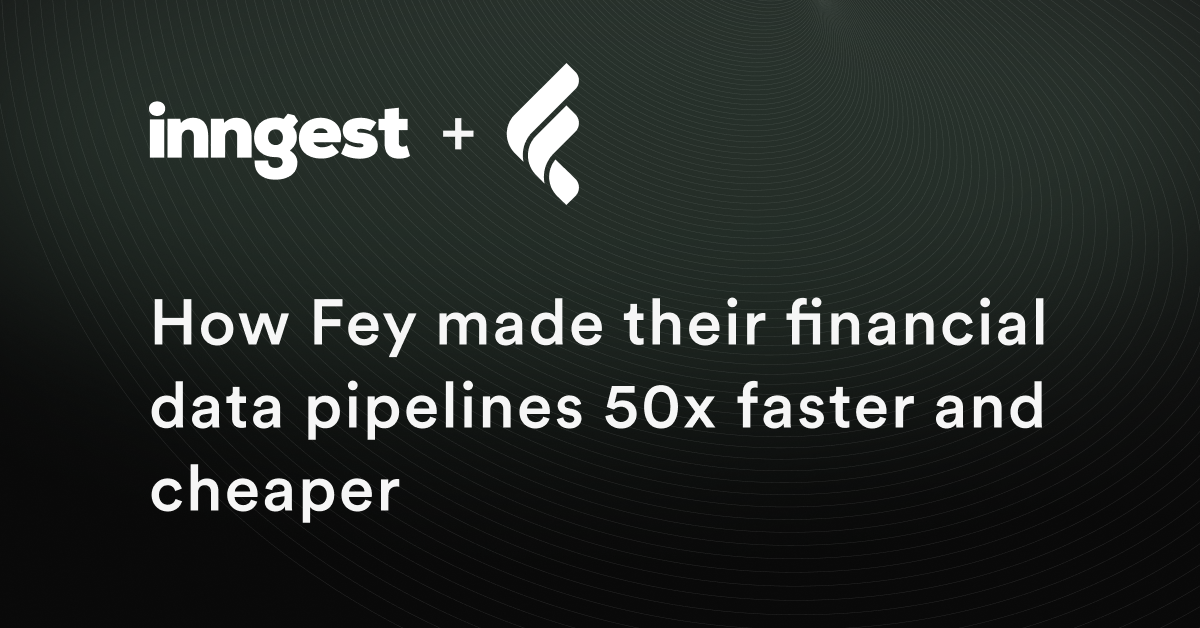 inngest +
How Fey made their financial
data pipelines 50x faster and
cheaper